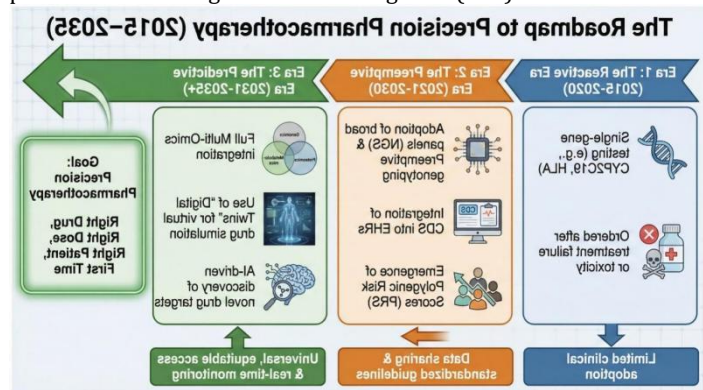 The Roadmap to Precision Pharmacotherapy (2015–2035)
Era 1: The Reactive Era
(2015-2020)
Era 2: The Preemptive
Era (2021-2030)
Era 3: The Predictive
Era (2031-2035+)
Single-gene
testing (e.g.,
CYP2C19, HLA)
Ordered after
treatment failure
or toxicity
Limited clinical
adoption
Adoption of broad
panels (NGS) &
Preemptive
genotyping
CDS
Integration of
CDS into EHRs
Emergence of
Polygenic Risk
Scores (PRS)
Data sharing &
standardized guidelines
Genomics
Proteomics
Full Multi-Omics
integration
Use of "Digital
Twins" for virtual
drug simulation
AI-driven
discovery of
novel drug targets
Universal, equitable access
& real-time monitoring
Goal:
Precision
Pharmacotherapy
Right Drug,
Right Dose,
Right Patient,
First Time